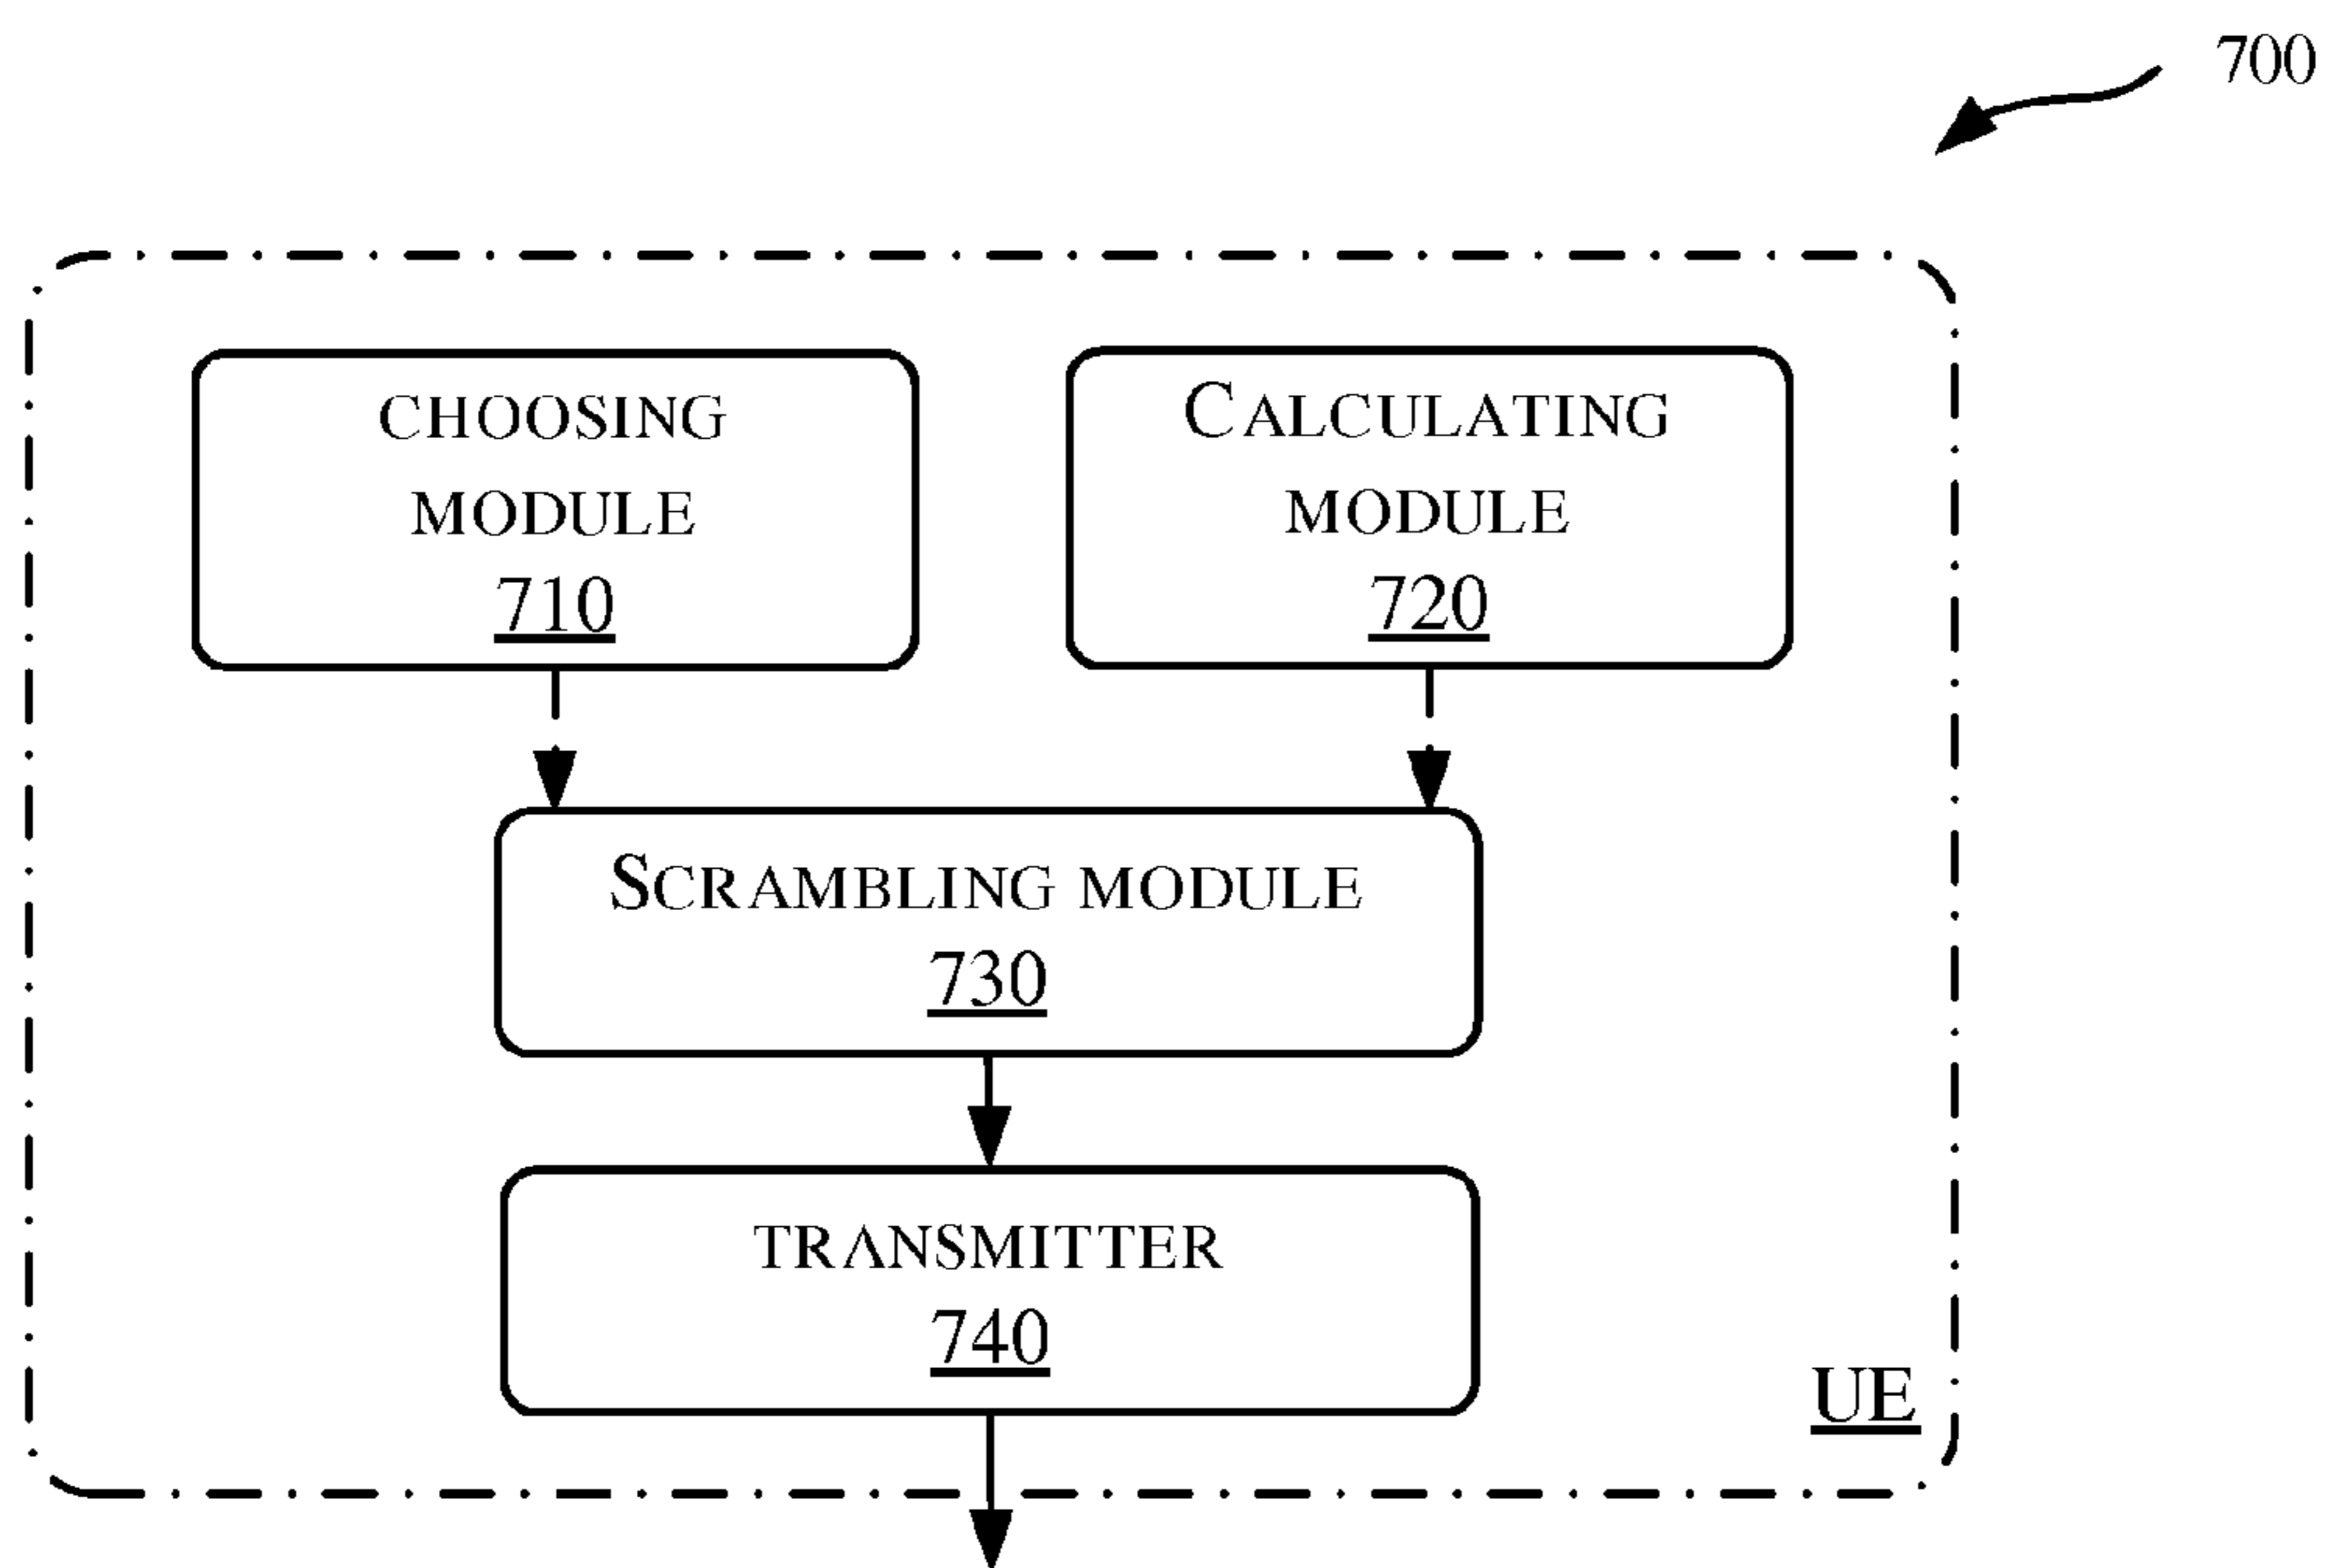 700
CHOOSING
MODULE
710
CALCULATING
MODULE
720
SCRAMBLING MODULE
730
TRANSMITTER
740
UE